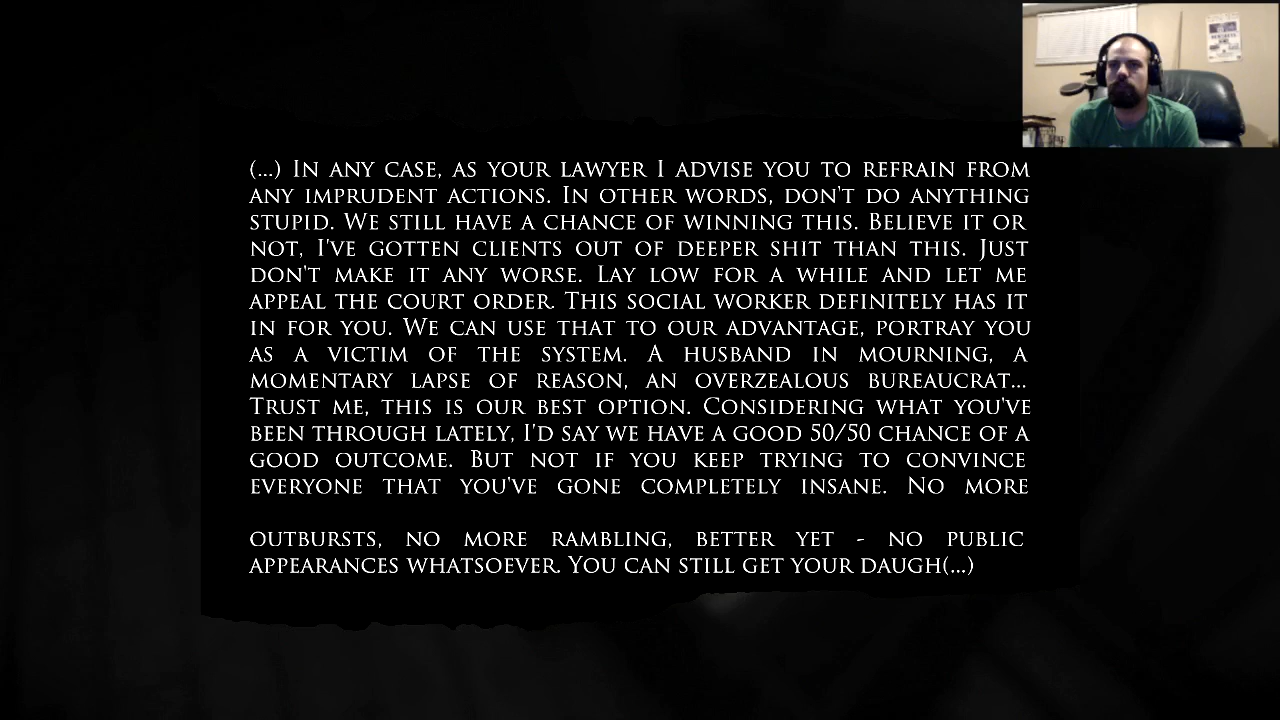 (...) In any case, as your lawyer I advise you to refrain from
any imprudent actions. In other words, don't do anything
stupid. We still have a chance of winning this. Believe it or
not, I've gotten clients out of deeper shit than this. Just
don't make it any worse. Lay low for a while and let me
appeal the court order. This social worker definitely has it
in for you. We can use that to our advantage, portray you
as a victim of the system. A husband in mourning, a
momentary lapse of reason, an overzealous bureaucrat...
Trust me, this is our best option. Considering what you've
been through lately, I'd say we have a good 50/50 chance of a
good outcome. But not if you keep trying to convince
everyone that you've gone completely insane. No more
outbursts, no more rambling, better yet - no public
appearances whatsoever. You can still get your daugh(...)